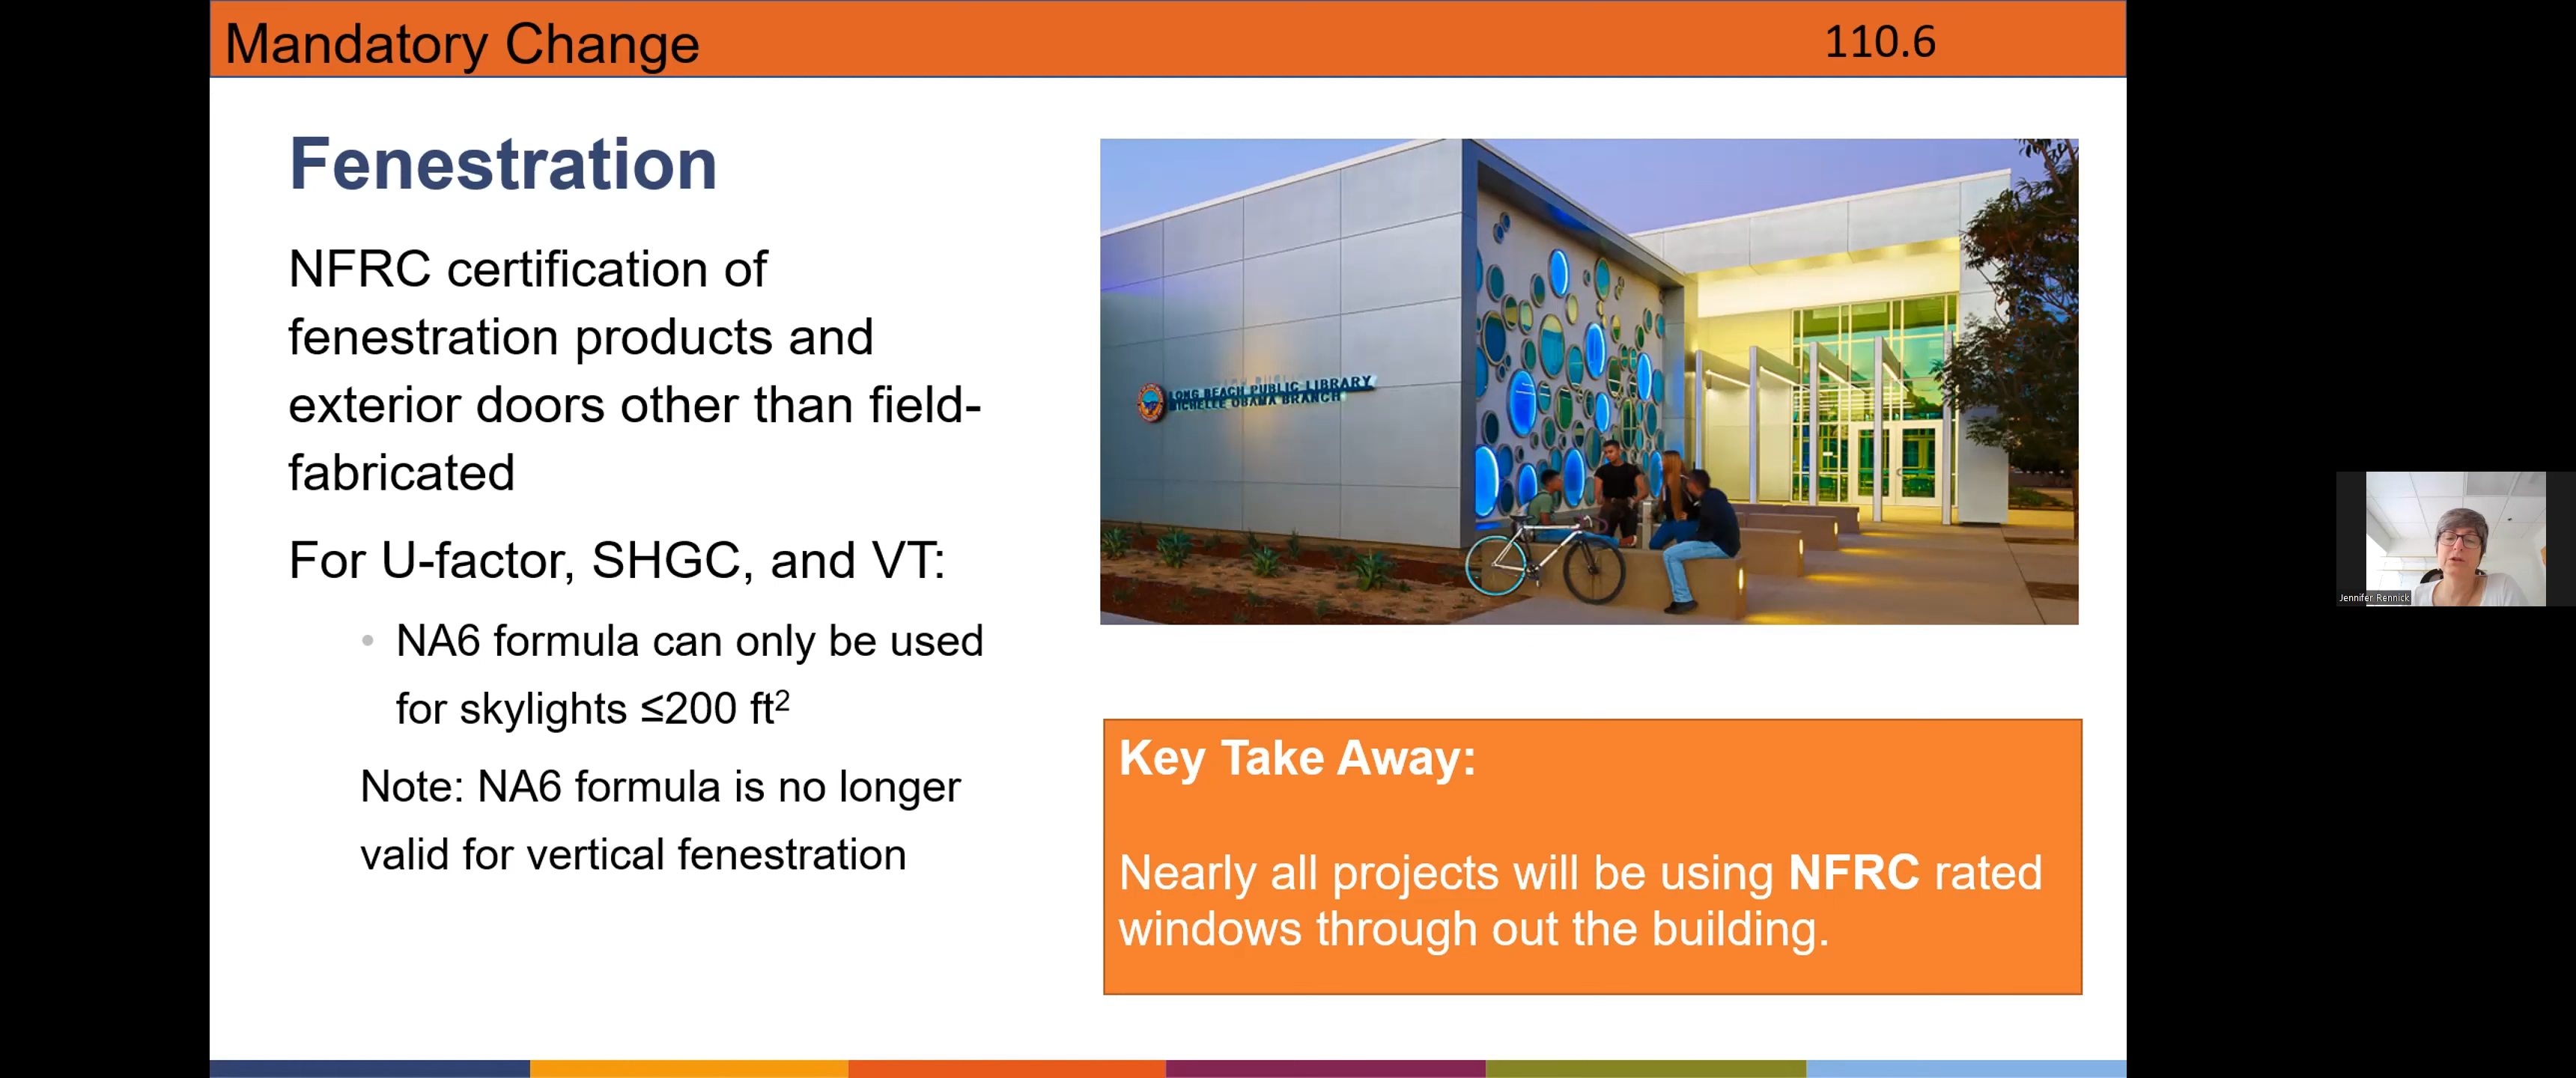 Mandatory Change
110.6
Fenestration
NFRC certification of
fenestration products and
exterior doors other than field-
fabricated
For U-factor, SHGC, and VT:
• NA6 formula can only be used
for skylights ≤200 ft²
Note: NA6 formula is no longer
valid for vertical fenestration
LONG BEACH PUBLIC LIBRARY
MICHELLE OBAMA BRANCH
Key Take Away:
Nearly all projects will be using NFRC rated
windows through out the building.
Jennifer Rennick